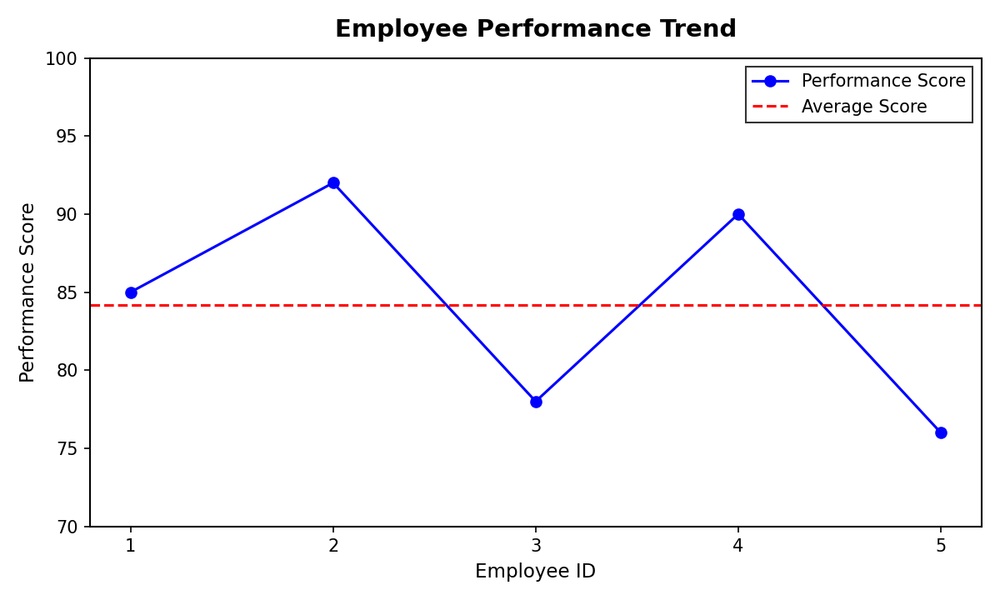 Employee Performance Trend
Performance Score
Average Score
Performance Score
100
95
90
85
80
75
70
1 2 3 4 5
Employee ID